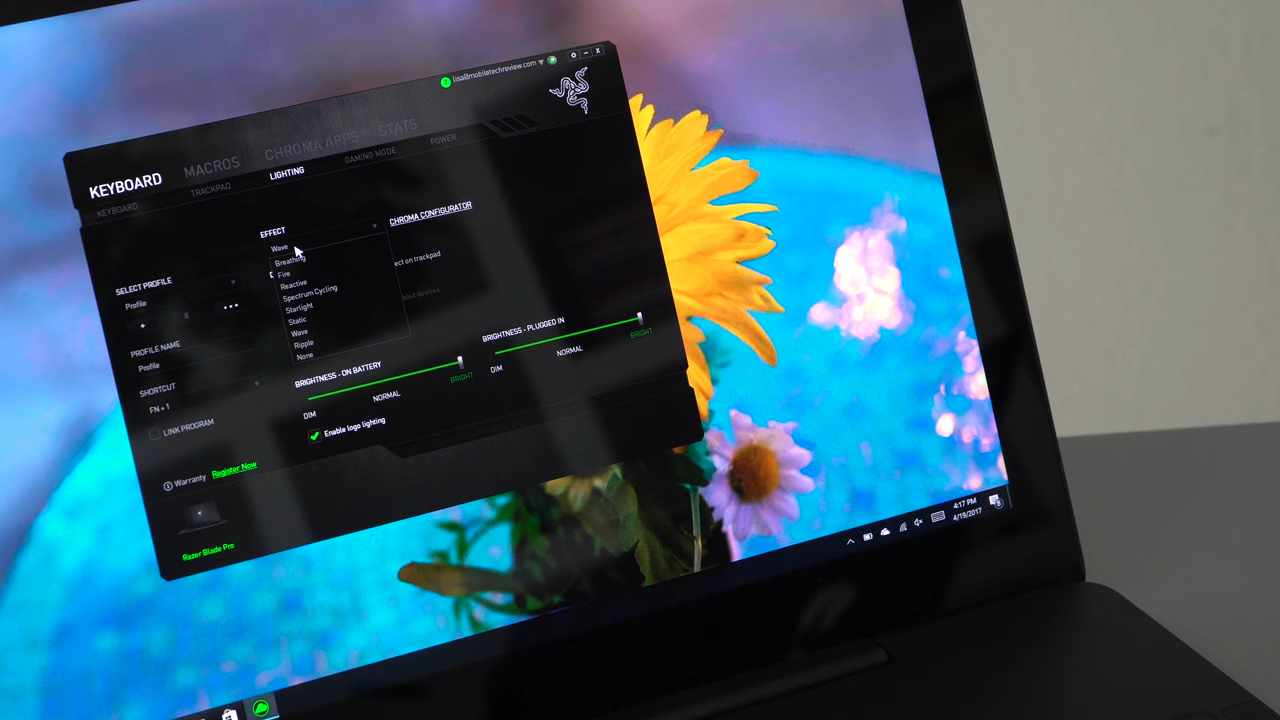 lisa@mobiletechreview.com
KEYBOARD MACROS CHROMA APPS STATS
KEYBOARD TRACKPAD LIGHTING GAMING MODE POWER
EFFECT
CHROMA CONFIGURATOR
Wave
Breathing
Fire
Reactive
Spectrum Cycling
Starlight
Static
Wave
Ripple
None
ect on trackpad
SELECT PROFILE
Profile
PROFILE NAME
Profile
SHORTCUT
FN + 1
LINK PROGRAM
BRIGHTNESS - ON BATTERY
DIM NORMAL BRIGHT
BRIGHTNESS - PLUGGED IN
DIM NORMAL BRIGHT
Enable logo lighting
Warranty Register Now
Razer Blade Pro
4:17 PM
4/19/2017